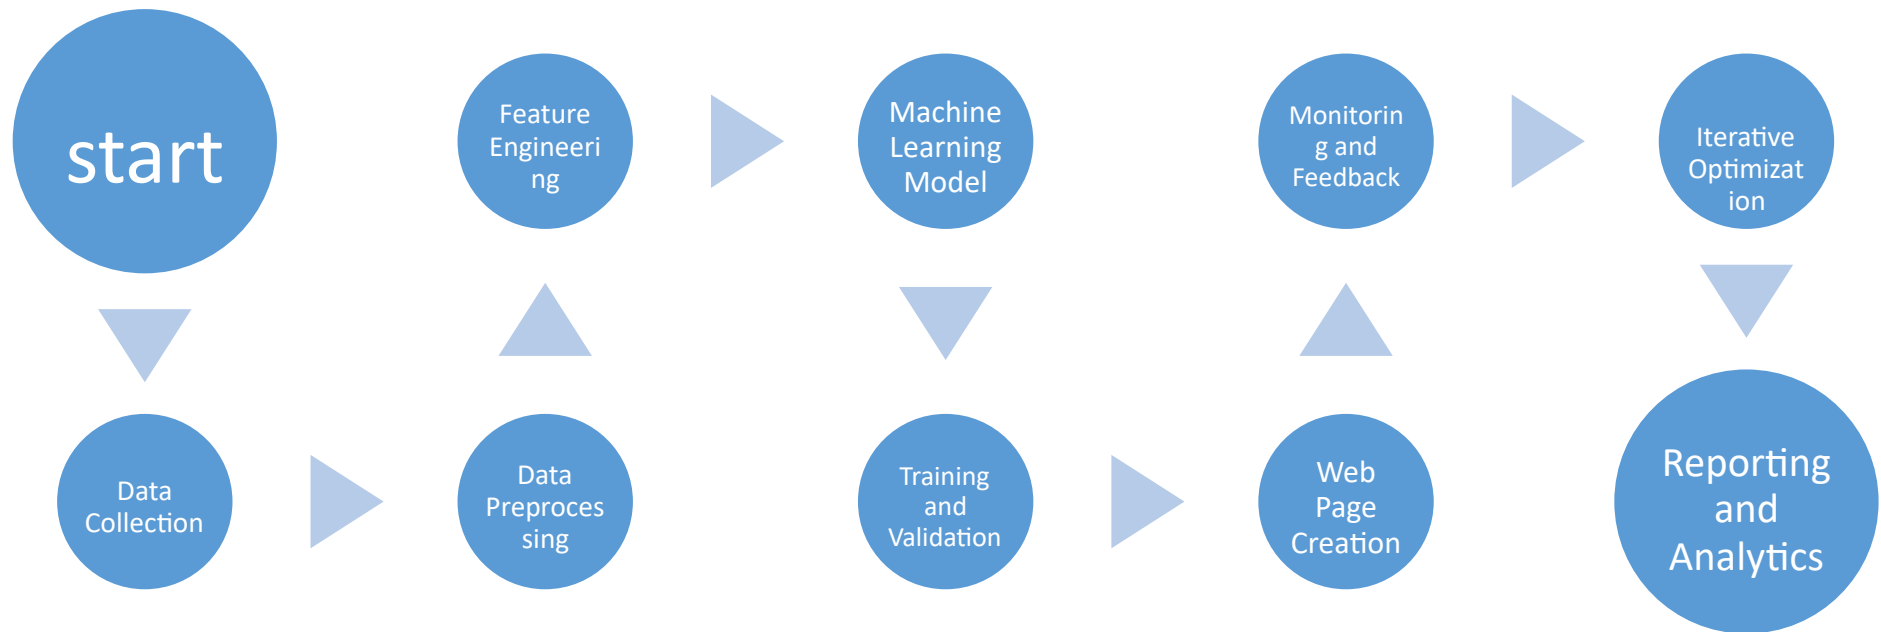 start
Data
Collection
Data
Preproces
sing
Feature
Engineeri
ng
Machine
Learning
Model
Training
and
Validation
Web
Page
Creation
Monitorin
g and
Feedback
Iterative
Optimizat
ion
Reporting
and
Analytics